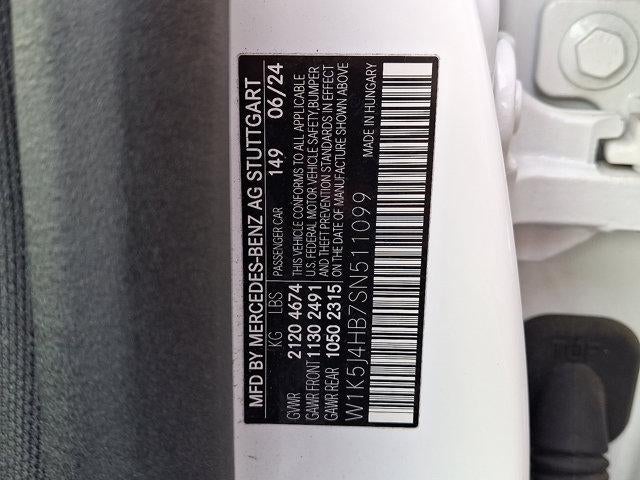 MFD BY MERCEDES-BENZ AG STUTTGART
KG LBS PASSENGER CAR 149 06/24
GVWR 2120 4674 THIS VEHICLE CONFORMS TO ALL APPLICABLE
GAWR FRONT 1130 2491 U.S. FEDERAL MOTOR VEHICLE SAFETY, BUMPER
GAWR REAR 1050 2315 AND THEFT PREVENTION STANDARDS IN EFFECT
ON THE DATE OF MANUFACTURE SHOWN ABOVE
W1K5J4HB7SN511099 MADE IN HUNGARY